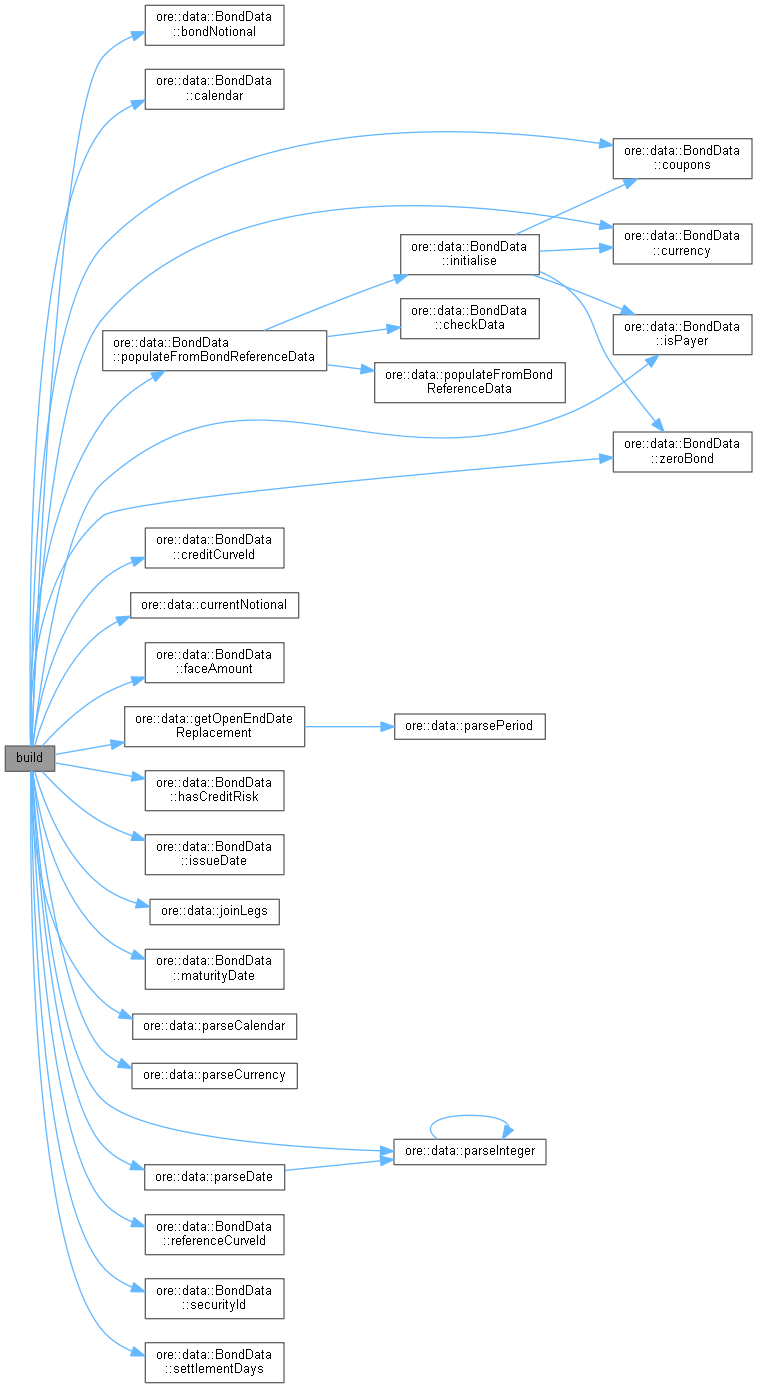 ore::data::BondData
::bondNotional
ore::data::BondData
::calendar
ore::data::BondData
::coupons
ore::data::BondData
::currency
ore::data::BondData
::initialise
ore::data::BondData
::checkData
ore::data::BondData
::isPayer
ore::data::BondData
::populateFromBondReferenceData
ore::data::populateFromBond
ReferenceData
ore::data::BondData
::zeroBond
ore::data::BondData
::creditCurveId
ore::data::currentNotional
ore::data::BondData
::faceAmount
ore::data::getOpenEndDate
Replacement
ore::data::parsePeriod
build
ore::data::BondData
::hasCreditRisk
ore::data::BondData
::issueDate
ore::data::joinLegs
ore::data::BondData
::maturityDate
ore::data::parseCalendar
ore::data::parseCurrency
ore::data::parseInteger
ore::data::parseDate
ore::data::BondData
::referenceCurveId
ore::data::BondData
::securityId
ore::data::BondData
::settlementDays